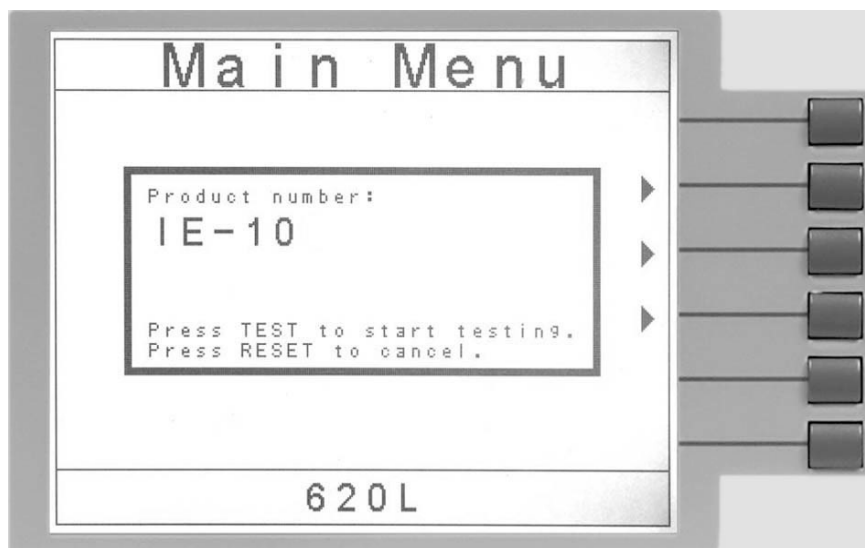 Main Menu
Product number:
IE-10
Press TEST to start testing.
Press RESET to cancel.
620L